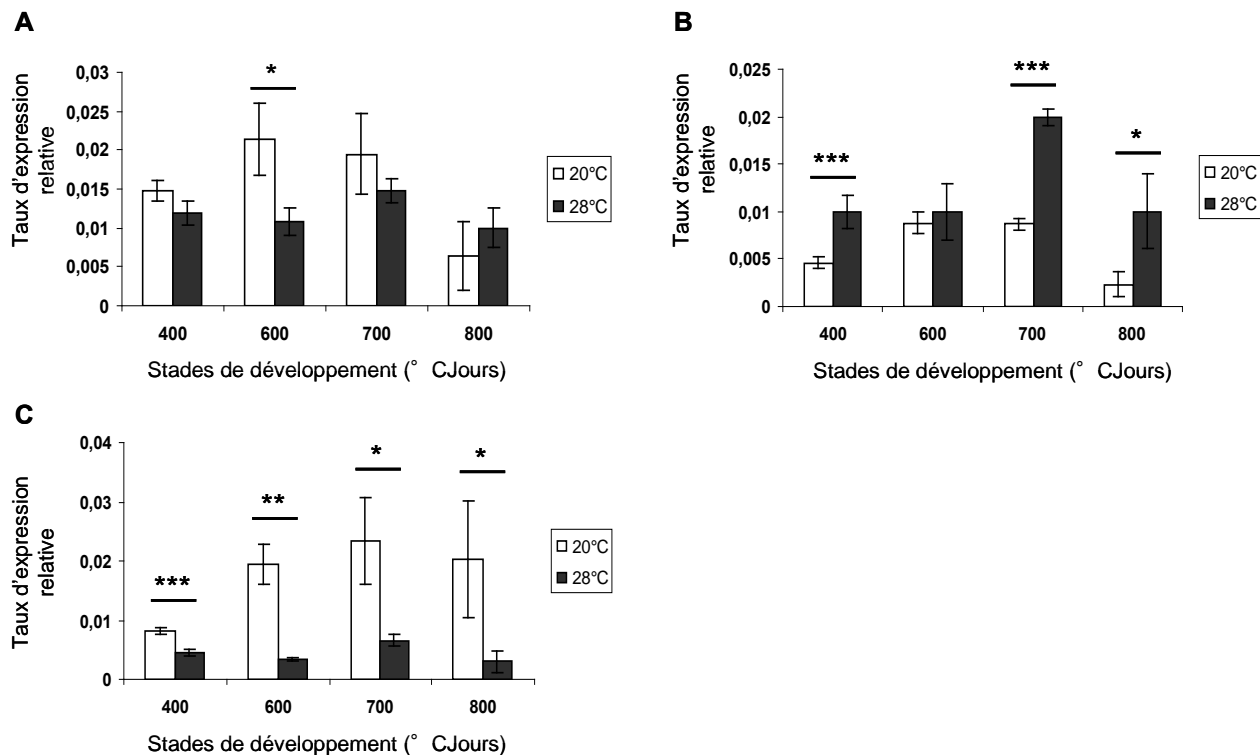 A
Taux d'expression
relative
0,03
0,025
0,02
0,015
0,01
0,005
0
*
400 600 700 800
Stades de développement (° CJours)
20°C
28°C
B
Taux d'expression
relative
0,025
0,02
0,015
0,01
0,005
0
***
***
*
400 600 700 800
Stades de développement (° CJours)
20°C
28°C
C
Taux d'expression
relative
0,04
0,03
0,02
0,01
0
***
**
*
*
400 600 700 800
Stades de développement (° CJours)
20°C
28°C